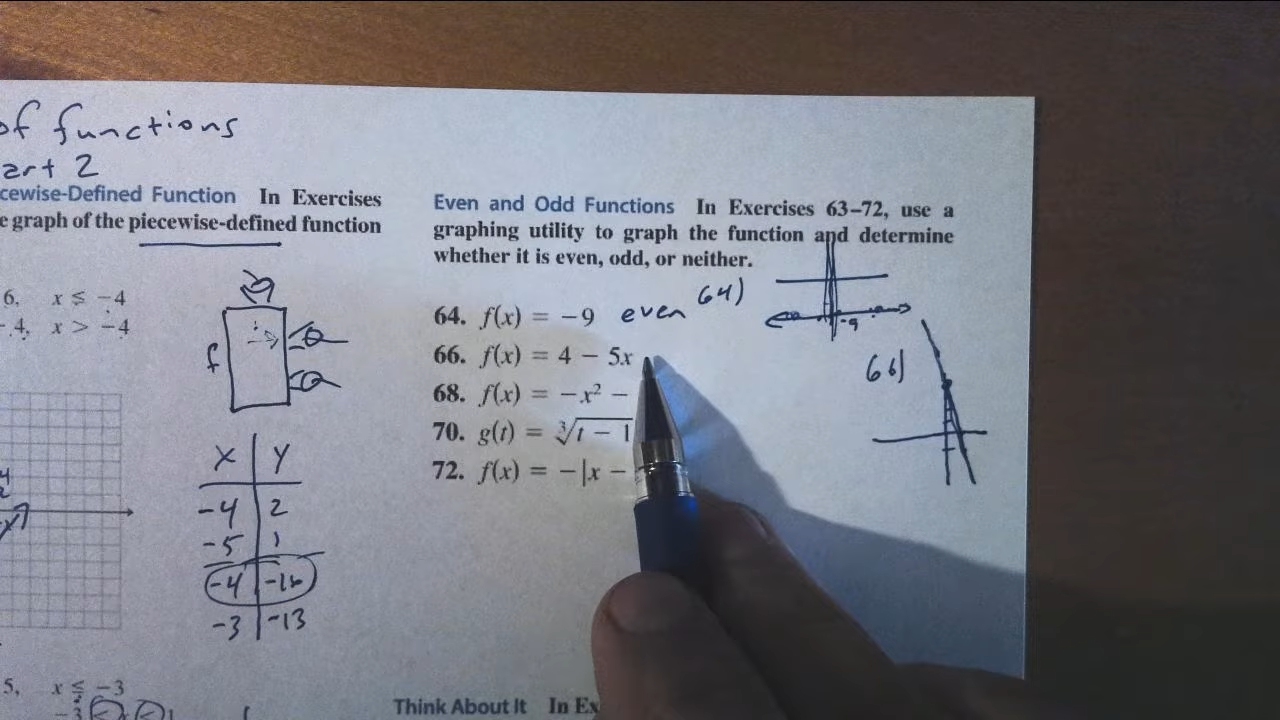 of functions
art 2
cewise-Defined Function In Exercises
e graph of the piecewise-defined function
6, x ≤ -4
- 4, x > -4
f
X Y
-4 2
-5 1
-4 -16
-3 -13
5, x ≤ -3
Even and Odd Functions In Exercises 63–72, use a
graphing utility to graph the function and determine
whether it is even, odd, or neither.
64. f(x) = −9 even
66. f(x) = 4 − 5x
68. f(x) = −x² −
70. g(t) = ∛t − 1
72. f(x) = −|x −
64)
-9
66)
Think About It In Ex